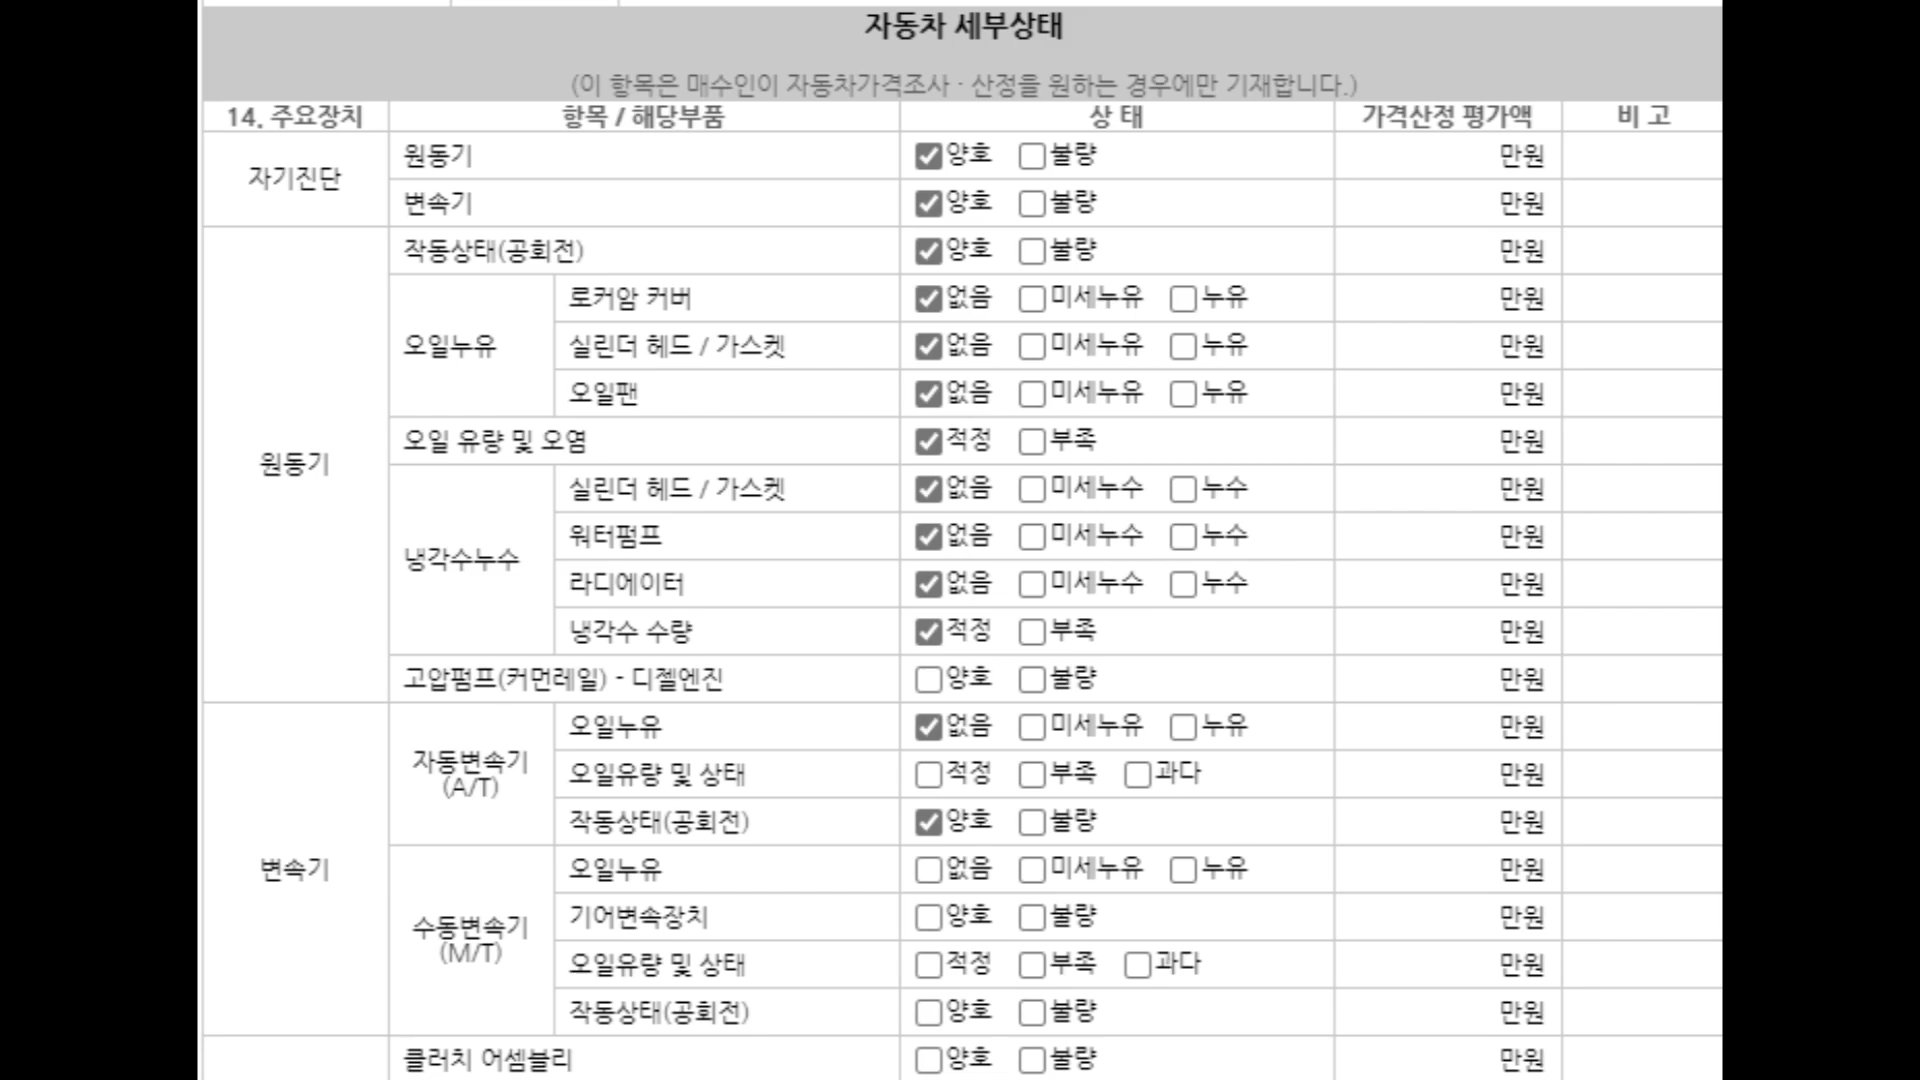 자동차 세부상태
(이 항목은 매수인이 자동차가격조사 · 산정을 원하는 경우에만 기재합니다.)
14. 주요장치 항목 / 해당부품 상 태 가격산정 평가액 비 고
자기진단
원동기 양호 불량 만원
변속기 양호 불량 만원
원동기
작동상태(공회전) 양호 불량 만원
오일누유
로커암 커버 없음 미세누유 누유 만원
실린더 헤드 / 가스켓 없음 미세누유 누유 만원
오일팬 없음 미세누유 누유 만원
오일 유량 및 오염 적정 부족 만원
냉각수누수
실린더 헤드 / 가스켓 없음 미세누수 누수 만원
워터펌프 없음 미세누수 누수 만원
라디에이터 없음 미세누수 누수 만원
냉각수 수량 적정 부족 만원
고압펌프(커먼레일) - 디젤엔진 양호 불량 만원
변속기
자동변속기
(A/T)
오일누유 없음 미세누유 누유 만원
오일유량 및 상태 적정 부족 과다 만원
작동상태(공회전) 양호 불량 만원
수동변속기
(M/T)
오일누유 없음 미세누유 누유 만원
기어변속장치 양호 불량 만원
오일유량 및 상태 적정 부족 과다 만원
작동상태(공회전) 양호 불량 만원
클러치 어셈블리 양호 불량 만원